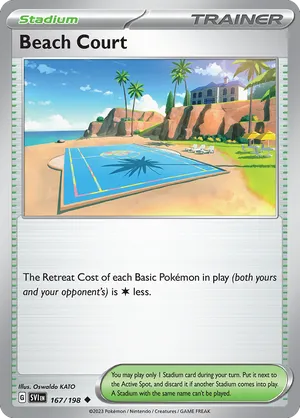 Stadium
TRAINER
Beach Court
The Retreat Cost of each Basic Pokémon in play (both yours
and your opponent's) is ✴ less.
Illus. Oswaldo KATO
G SVI EN 167/198 ◆
You may play only 1 Stadium card during your turn. Put it next to
the Active Spot, and discard it if another Stadium comes into play.
A Stadium with the same name can't be played.
©2023 Pokémon / Nintendo / Creatures / GAME FREAK